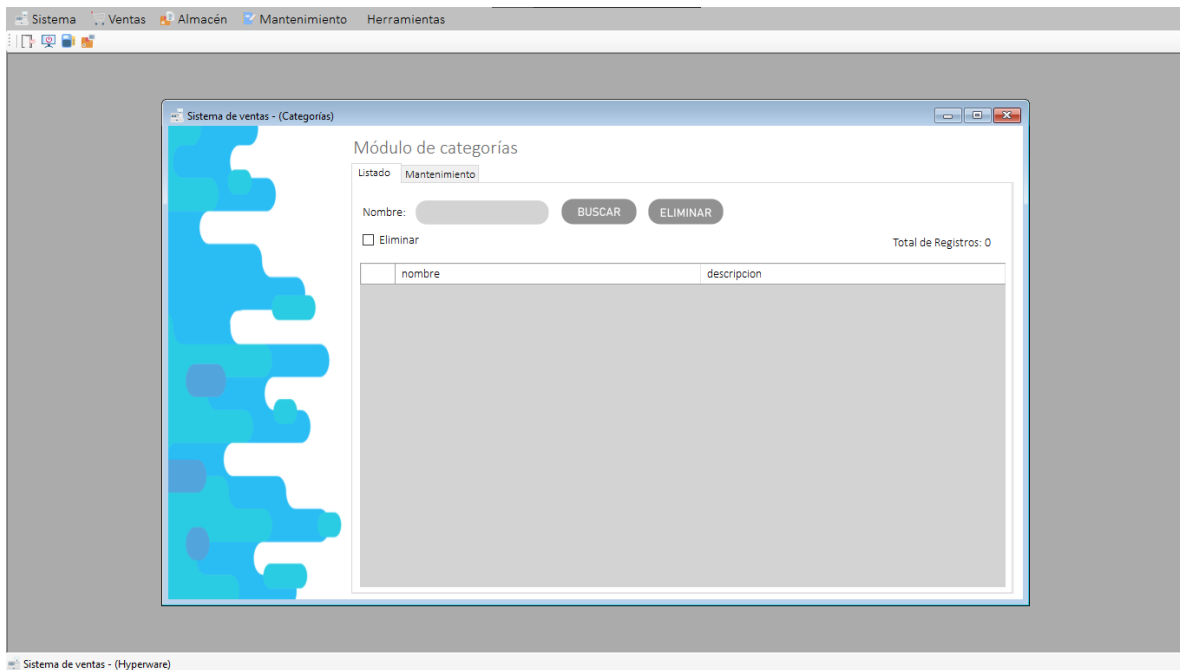 Sistema Ventas Almacén Mantenimiento Herramientas
Sistema de ventas - (Categorías)
Módulo de categorías
Listado Mantenimiento
Nombre: BUSCAR ELIMINAR
Eliminar
Total de Registros: 0
nombre descripcion
Sistema de ventas - (Hyperware)